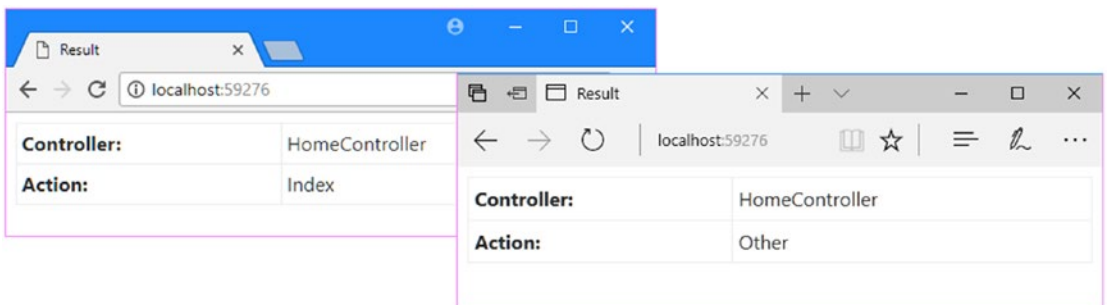 Result
localhost:59276
Controller: HomeController
Action: Index
Result
localhost:59276
Controller: HomeController
Action: Other